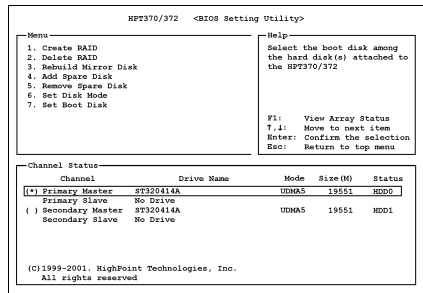 HPT370/372 <BIOS Setting Utility>
Menu
1. Create RAID
2. Delete RAID
3. Rebuild Mirror Disk
4. Add Spare Disk
5. Remove Spare Disk
6. Set Disk Mode
7. Set Boot Disk
Help
Select the boot disk among
the hard disk(s) attached to
the HPT370/372
F1: View Array Status
↑,↓: Move to next item
Enter: Confirm the selection
Esc: Return to top menu
Channel Status
Channel Drive Name Mode Size(M) Status
(*) Primary Master ST320414A UDMA5 19551 HDD0
Primary Slave No Drive
( ) Secondary Master ST320414A UDMA5 19551 HDD1
Secondary Slave No Drive
(C)1999-2001. HighPoint Technologies, Inc.
All rights reserved